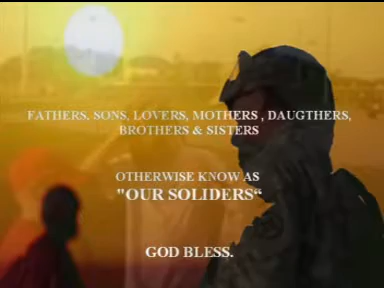 FATHERS, SONS, LOVERS, MOTHERS , DAUGTHERS,
BROTHERS & SISTERS
OTHERWISE KNOW AS
"OUR SOLIDERS“
GOD BLESS.